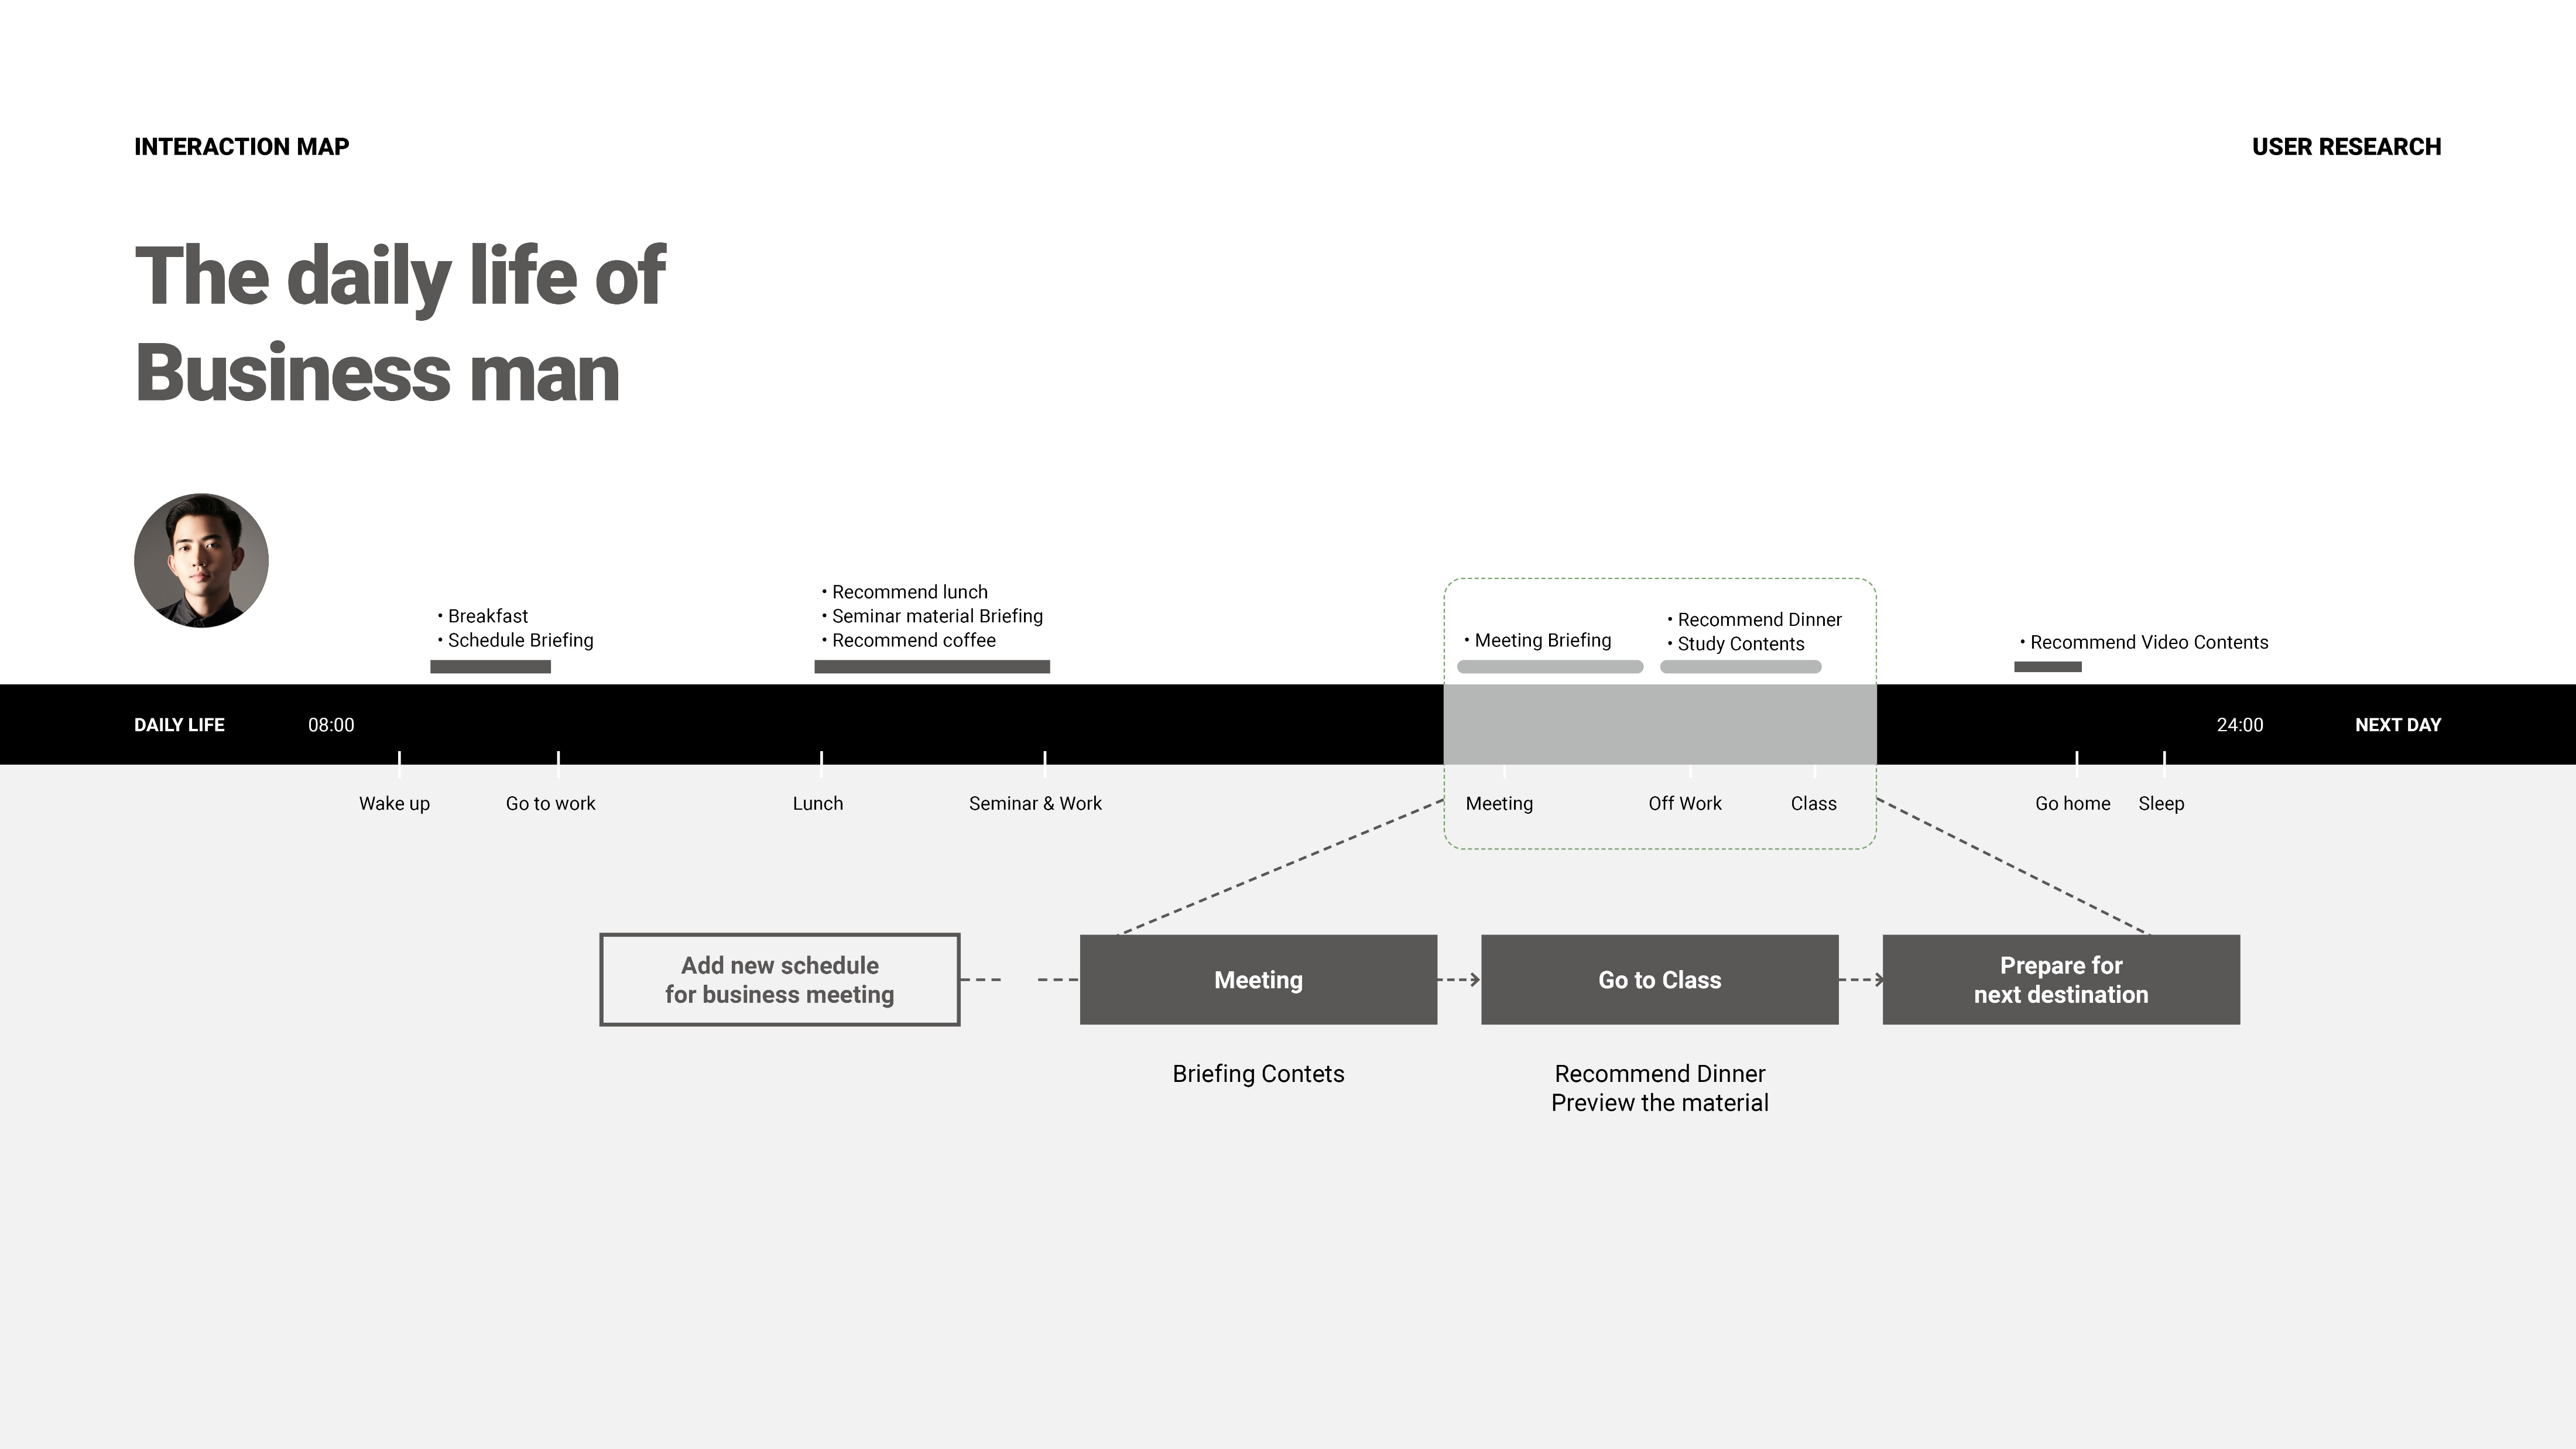 INTERACTION MAP
USER RESEARCH
The daily life of
Business man
• Breakfast
• Schedule Briefing
• Recommend lunch
• Seminar material Briefing
• Recommend coffee
• Meeting Briefing
• Recommend Dinner
• Study Contents
• Recommend Video Contents
DAILY LIFE
08:00
24:00
NEXT DAY
Wake up
Go to work
Lunch
Seminar & Work
Meeting
Off Work
Class
Go home
Sleep
Add new schedule
for business meeting
Meeting
Go to Class
Prepare for
next destination
Briefing Contets
Recommend Dinner
Preview the material